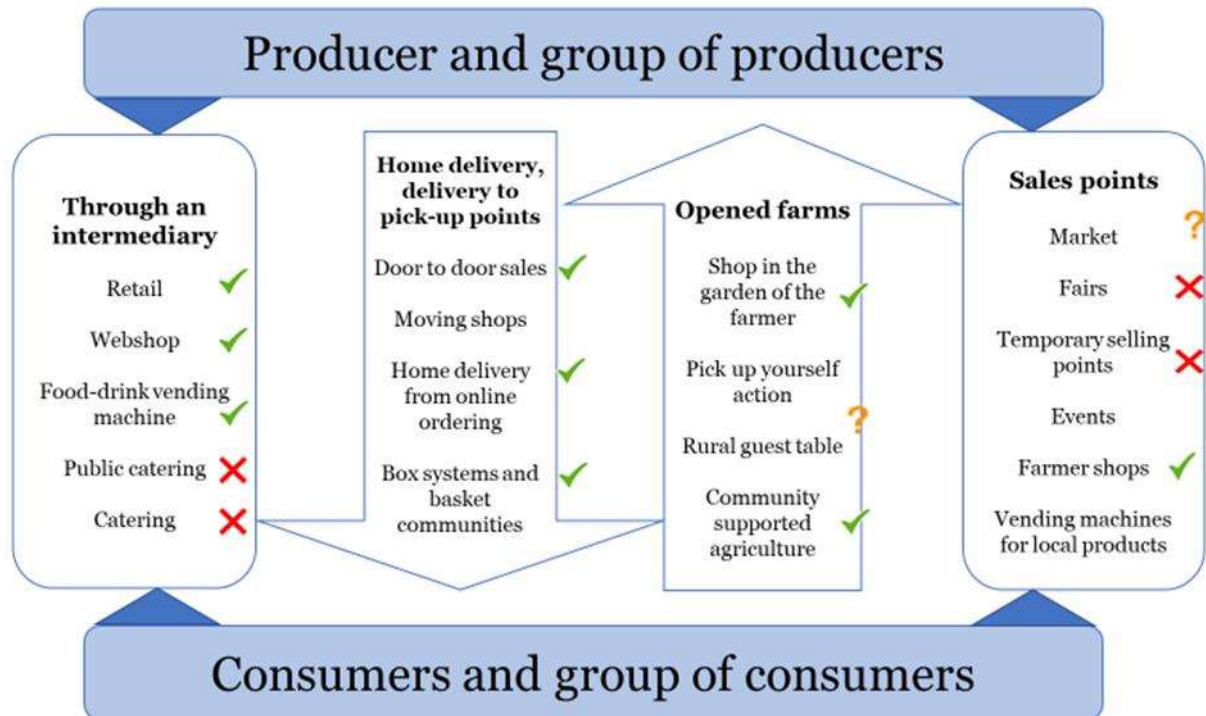 Producer and group of producers
Through an
intermediary
Retail
Webshop
Food-drink vending
machine
Public catering
Catering
Home delivery,
delivery to
pick-up points
Door to door sales
Moving shops
Home delivery
from online
ordering
Box systems and
basket
communities
Opened farms
Shop in the
garden of the
farmer
Pick up yourself
action
?
Rural guest table
Community
supported
agriculture
Sales points
Market ?
Fairs
Temporary selling
points
Events
Farmer shops
Vending machines
for local products
Consumers and group of consumers